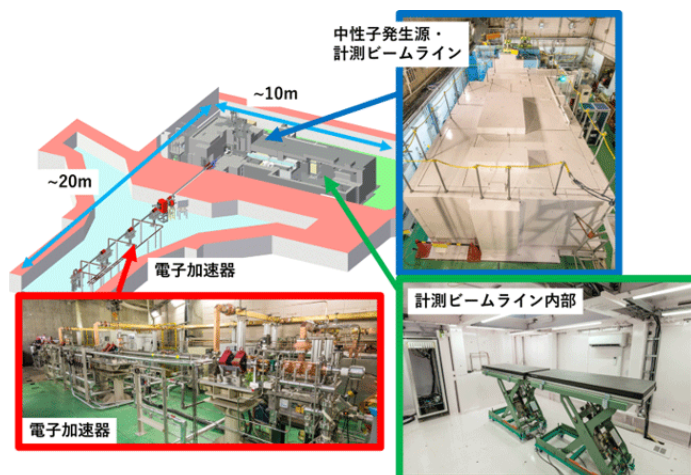 中性子発生源・
計測ビームライン
~10m
~20m
電子加速器
計測ビームライン内部
電子加速器